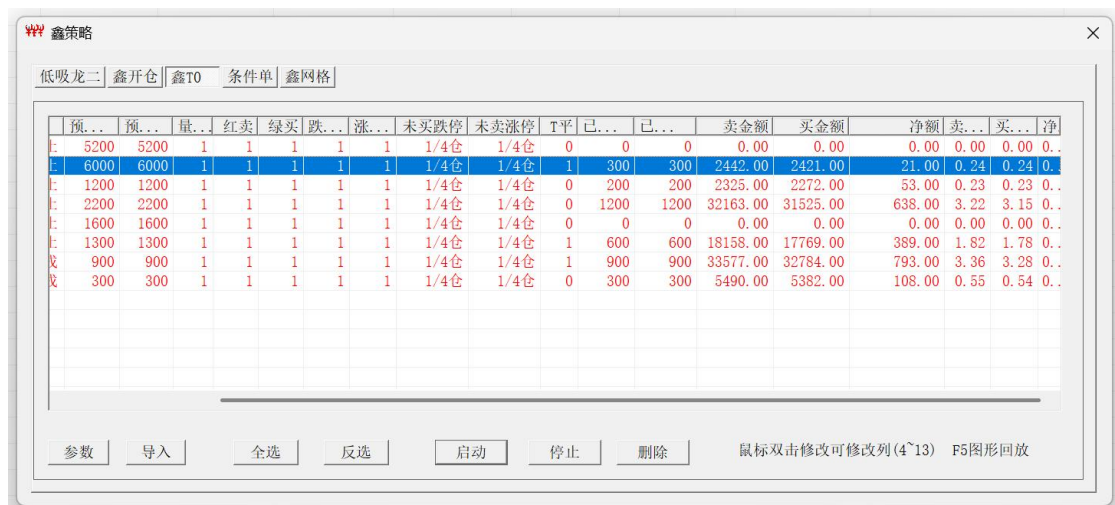 鑫策略
低吸龙二 鑫开仓 鑫T0 条件单 鑫网格
预... 预... 量... 红卖 绿买 跌... 涨... 未买跌停 未卖涨停 T平 已... 已... 卖金额 买金额 净额 卖... 买... 净
5200 5200 1 1 1 1 1 1/4仓 1/4仓 0 0 0 0.00 0.00 0.00 0.00 0.00 0..
6000 6000 1 1 1 1 1 1/4仓 1/4仓 1 300 300 2442.00 2421.00 21.00 0.24 0.24 0..
1200 1200 1 1 1 1 1 1/4仓 1/4仓 0 200 200 2325.00 2272.00 53.00 0.23 0.23 0..
2200 2200 1 1 1 1 1 1/4仓 1/4仓 0 1200 1200 32163.00 31525.00 638.00 3.22 3.15 0..
1600 1600 1 1 1 1 1 1/4仓 1/4仓 0 0 0 0.00 0.00 0.00 0.00 0.00 0..
1300 1300 1 1 1 1 1 1/4仓 1/4仓 1 600 600 18158.00 17769.00 389.00 1.82 1.78 0..
900 900 1 1 1 1 1 1/4仓 1/4仓 1 900 900 33577.00 32784.00 793.00 3.36 3.28 0..
300 300 1 1 1 1 1 1/4仓 1/4仓 0 300 300 5490.00 5382.00 108.00 0.55 0.54 0..
参数 导入 全选 反选 启动 停止 删除 鼠标双击修改可修改列(4~13) F5图形回放